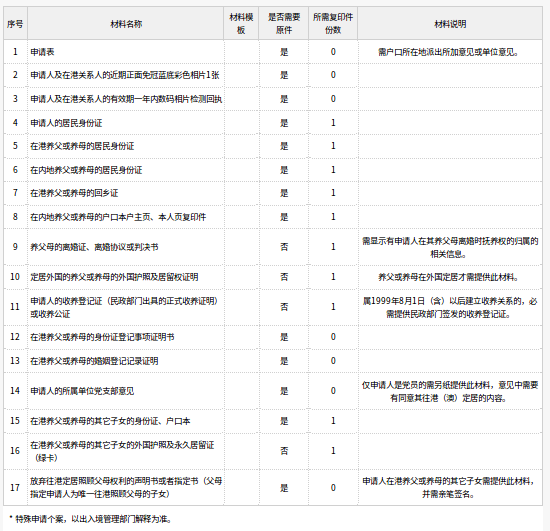 序号 材料名称 材料模板 是否需要原件 所需复印件份数 材料说明
1 申请表 是 0 需户口所在地派出所加意见或单位意见。
2 申请人及在港关系人的近期正面免冠蓝底彩色相片1张 是 0
3 申请人及在港关系人的有效期一年内数码相片检测回执 是 0
4 申请人的居民身份证 是 1
5 在港养父或养母的居民身份证 是 1
6 在内地养父或养母的居民身份证 是 1
7 在港养父或养母的回乡证 是 1
8 在内地养父或养母的户口本户主页、本人页复印件 是 1
9 养父母的离婚证、离婚协议或判决书 否 1 需显示有申请人在其养父母离婚时抚养权的归属的
相关信息。
10 定居外国的养父或养母的外国护照及居留权证明 否 1 养父或养母在外国定居才需提供此材料。
11 申请人的收养登记证（民政部门出具的正式收养证明）
或收养公证 否 1 属1999年8月1日（含）以后建立收养关系的，必
需提供民政部门签发的收养登记证。
12 在港养父或养母的身份证登记事项证明书 是 0
13 在港养父或养母的婚姻登记记录证明 是 0
14 申请人的所属单位党支部意见 是 0 仅申请人是党员的需另纸提供此材料，意见中需要
有同意其往港（澳）定居的内容。
15 在港养父或养母的其它子女的身份证、户口本 是 1
16 在港养父或养母的其它子女的外国护照及永久居留证
（绿卡） 否 1
17 放弃往港定居照顾父母权利的声明书或者指定书（父母
指定申请人为唯一往港照顾父母的子女） 是 0 申请人在港养父或养母的其它子女需提供此材料，
并需亲笔签名。
* 特殊申请个案，以出入境管理部门解释为准。